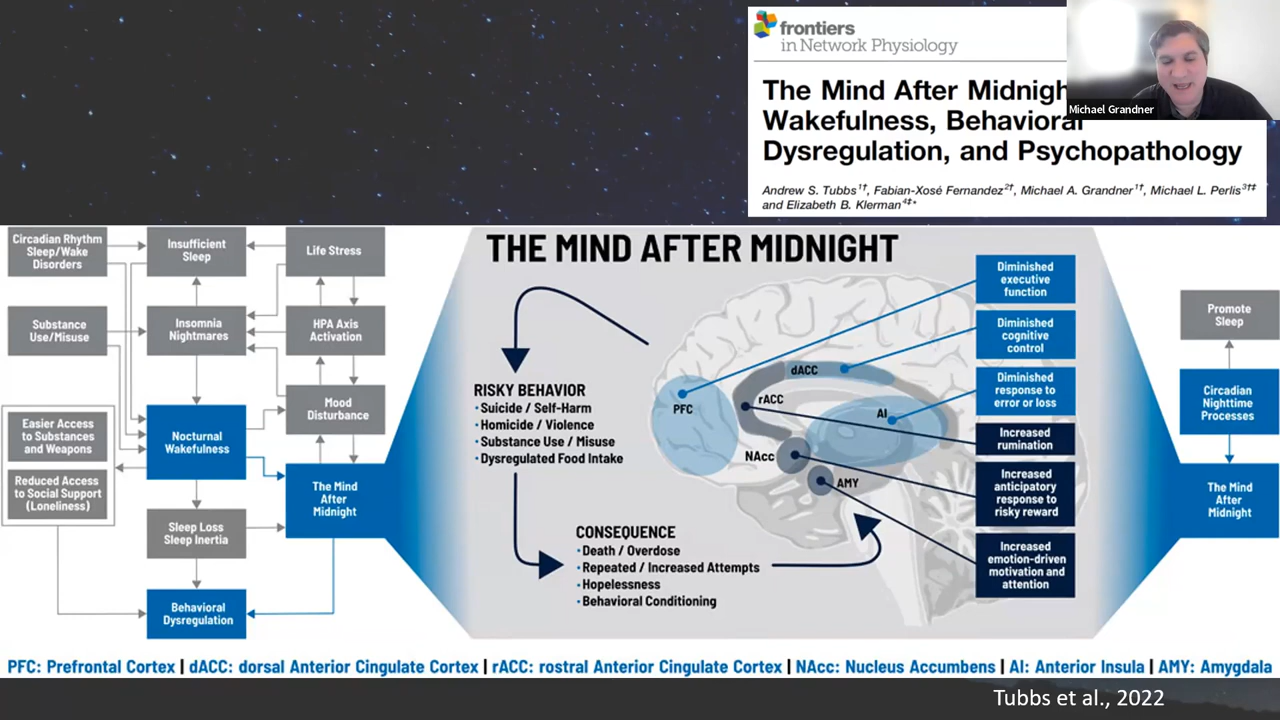 frontiers
in Network Physiology
The Mind After
Wakefulness, Behavioral
Dysregulation, and Psychopathology
Andrew S. Tubbs1†, Fabian-Xosé Fernandez2†, Michael A. Grandner1†, Michael L. Perlis3†‡
and Elizabeth B. Klerman4‡*
Michael Grandner
Circadian Rhythm
Sleep/Wake
Disorders
Insufficient
Sleep
Life Stress
Substance
Use/Misuse
Insomnia
Nightmares
HPA Axis
Activation
Mood
Disturbance
Easier Access
to Substances
and Weapons
Reduced Access
to Social Support
(Loneliness)
Nocturnal
Wakefulness
The Mind
After
Midnight
Sleep Loss
Sleep Inertia
Behavioral
Dysregulation
THE MIND AFTER MIDNIGHT
RISKY BEHAVIOR
• Suicide / Self-Harm
• Homicide / Violence
• Substance Use / Misuse
• Dysregulated Food Intake
CONSEQUENCE
• Death / Overdose
• Repeated / Increased Attempts
• Hopelessness
• Behavioral Conditioning
PFC
dACC
rACC
AI
NAcc
AMY
Diminished
executive
function
Diminished
cognitive
control
Diminished
response to
error or loss
Increased
rumination
Increased
anticipatory
response to
risky reward
Increased
emotion-driven
motivation and
attention
Promote
Sleep
Circadian
Nighttime
Processes
The Mind
After
Midnight
PFC: Prefrontal Cortex | dACC: dorsal Anterior Cingulate Cortex | rACC: rostral Anterior Cingulate Cortex | NAcc: Nucleus Accumbens | AI: Anterior Insula | AMY: Amygdala
Tubbs et al., 2022